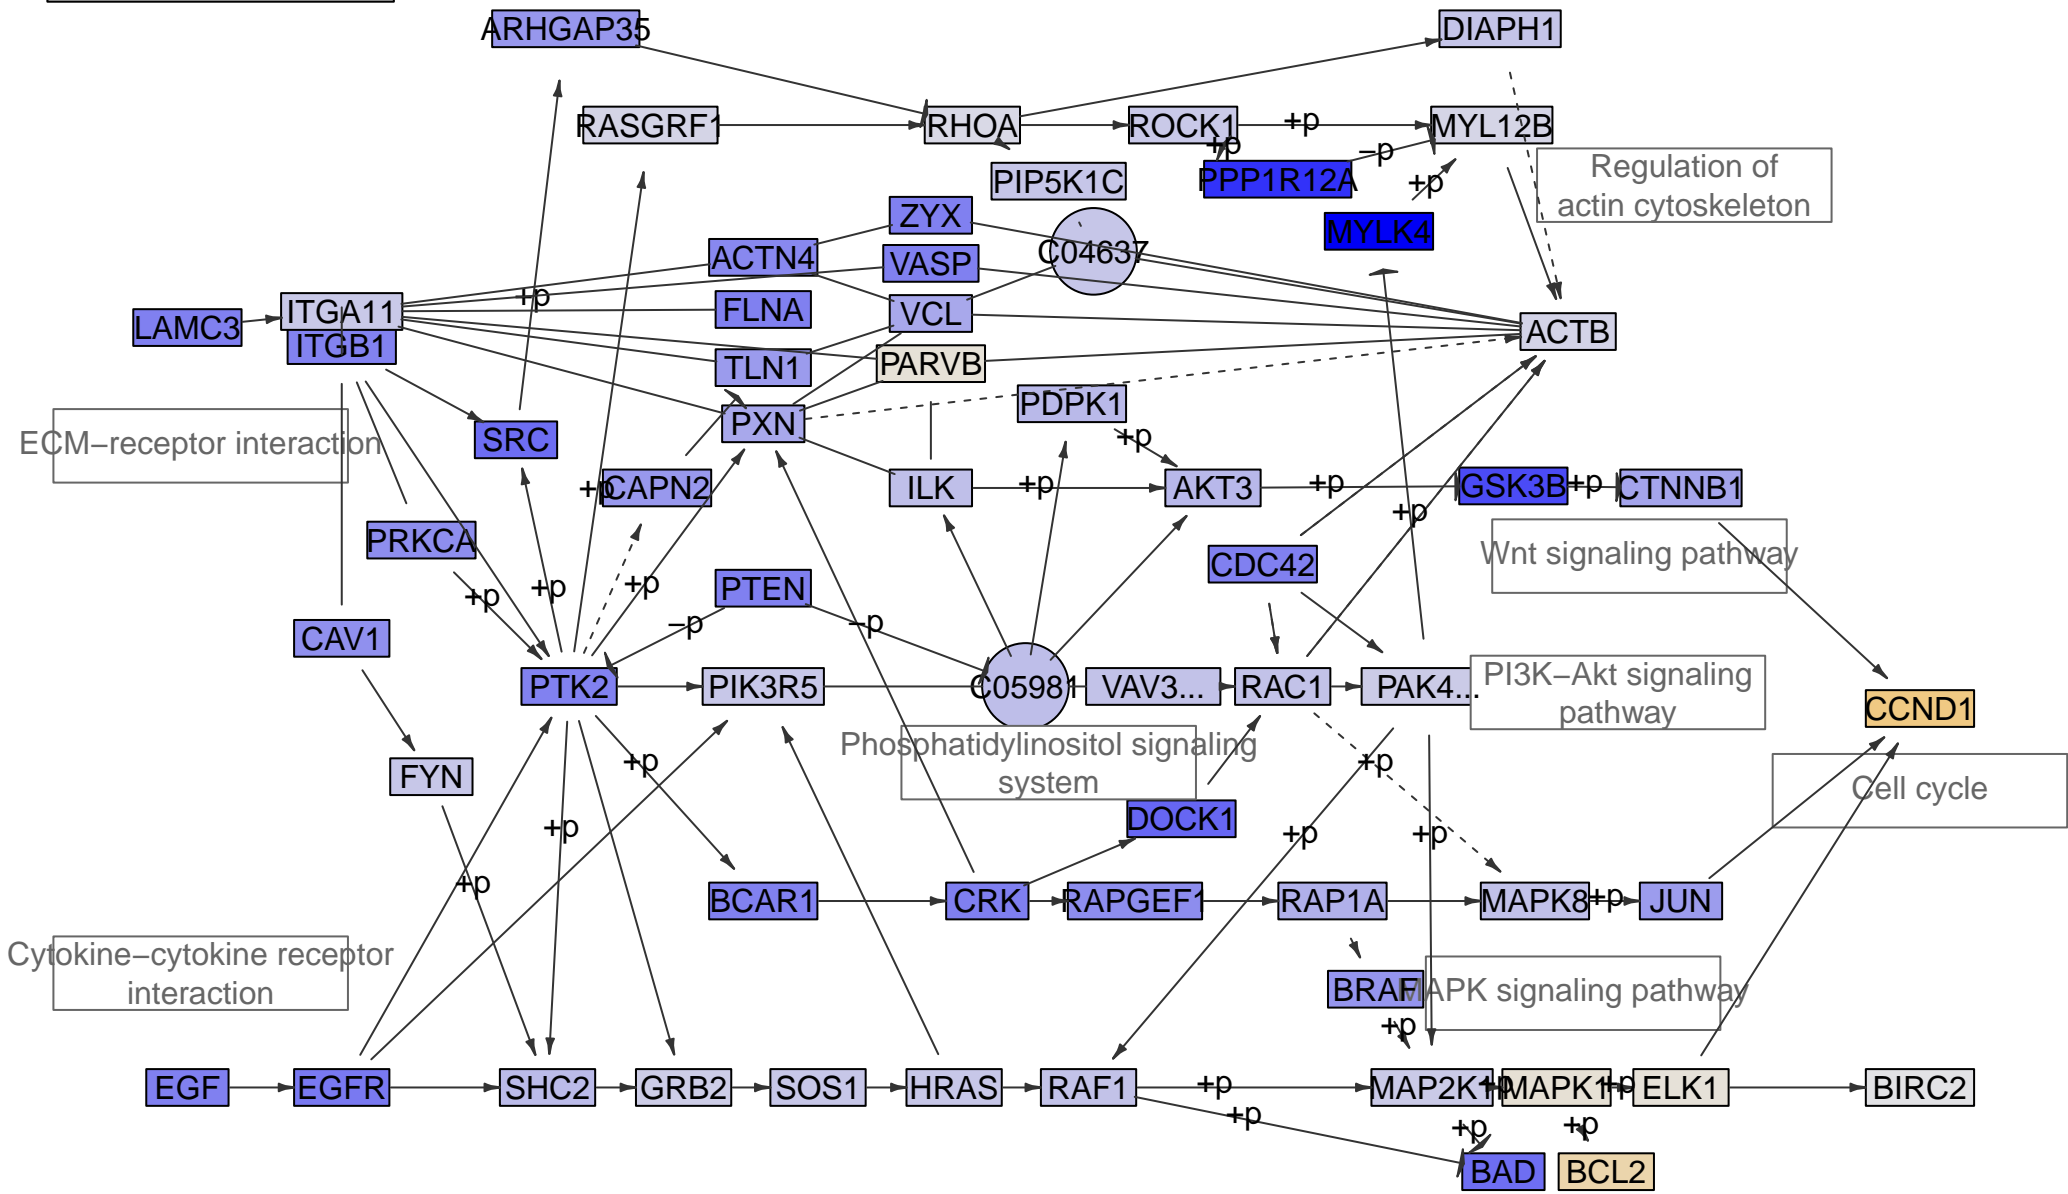 ARHGAP35
DIAPH1
RASGRF1
RHOA
ROCK1
+p
MYL12B
+p
−p
PIP5K1C
PPP1R12A
+p
Regulation of
actin cytoskeleton
ZYX
MYLK4
ACTN4
VASP
C04637
+p
ITGA11
FLNA
VCL
LAMC3
ITGB1
ACTB
TLN1
PARVB
PDPK1
PXN
+p
ECM−receptor interaction
SRC
+p
CAPN2
ILK
+p
AKT3
+p
GSK3B
+p
CTNNB1
+p
PRKCA
Wnt signaling pathway
CDC42
+p
+p
+p
PTEN
−p
−p
CAV1
PTK2
PIK3R5
C05981
VAV3...
RAC1
PAK4...
PI3K−Akt signaling
pathway
CCND1
Phosphatidylinositol signaling
system
+p
+p
FYN
Cell cycle
DOCK1
+p
+p
+p
+p
BCAR1
CRK
RAPGEF1
RAP1A
MAPK8
+p
JUN
Cytokine−cytokine receptor
interaction
BRAF
MAPK signaling pathway
+p
EGF
EGFR
SHC2
GRB2
SOS1
HRAS
RAF1
+p
MAP2K1
+p
MAPK1
+p
ELK1
BIRC2
+p
+p
+p
BAD
BCL2